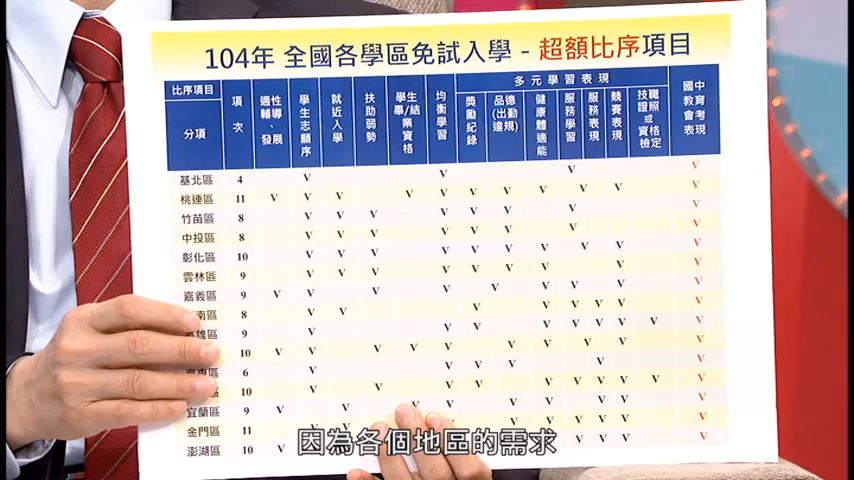 104年 全國各學區免試入學 - 超額比序項目
比序項目
分項
項次
適性輔導、發展
學生志願序
就近入學
扶助弱勢
學生畢/結業資格
均衡學習
多元學習表現
獎勵紀錄
品德(出勤違規)
健康體適能
服務學習
服務表現
競賽表現
技職證照或資格檢定
國中教育會考表現
基北區 4 V V V V
桃連區 11 V V V V V V V V V V V
竹苗區 8 V V V V V V V V
中投區 8 V V V V V V V V
彰化區 10 V V V V V V V V V V
雲林區 9 V V V V V V V V V
嘉義區 9 V V V V V V V V V
南區 8 V V V V V V V V
雄區 9 V V V V V V V V V
10 V V V V V V V V V V
東區 6 V V V V V V
區 10 V V V V V V V V V V
宜蘭區 9 V V V V V V V V V
金門區 11 V V V V V V V
澎湖區 10 V V V V V
因為各個地區的需求